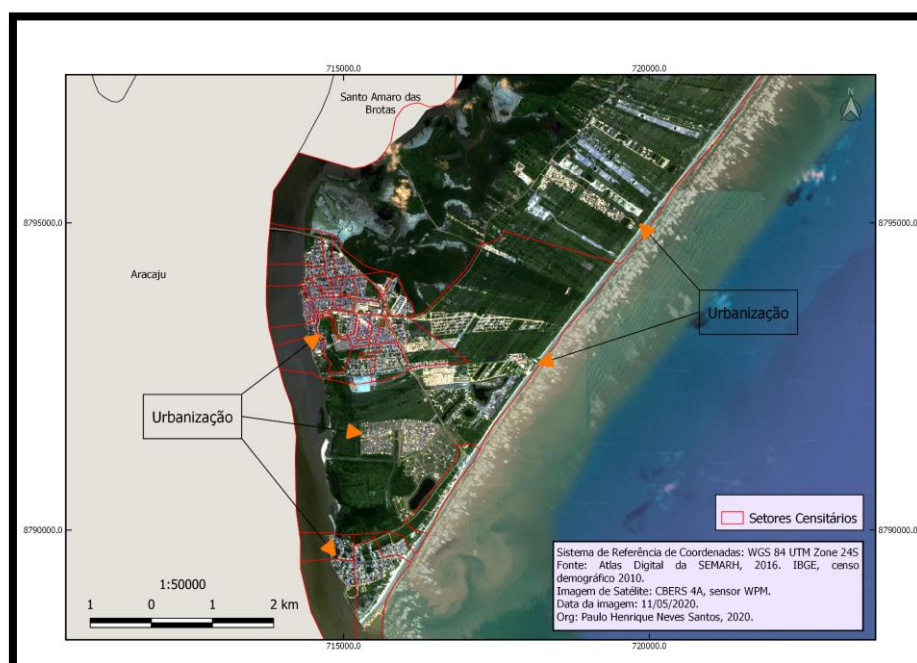 715000.0
720000.0
Santo Amaro das
Brotas
8795000.0
8795000.0
Aracaju
Urbanização
Urbanização
Setores Censitários
8790000.0
8790000.0
Sistema de Referência de Coordenadas: WGS 84 UTM Zone 24S
Fonte: Atlas Digital da SEMARH, 2016. IBGE, censo
demográfico 2010.
Imagem de Satélite: CBERS 4A, sensor WPM.
Data da imagem: 11/05/2020.
Org: Paulo Henrique Neves Santos, 2020.
1:50000
1 0 1 2 km
715000.0
720000.0